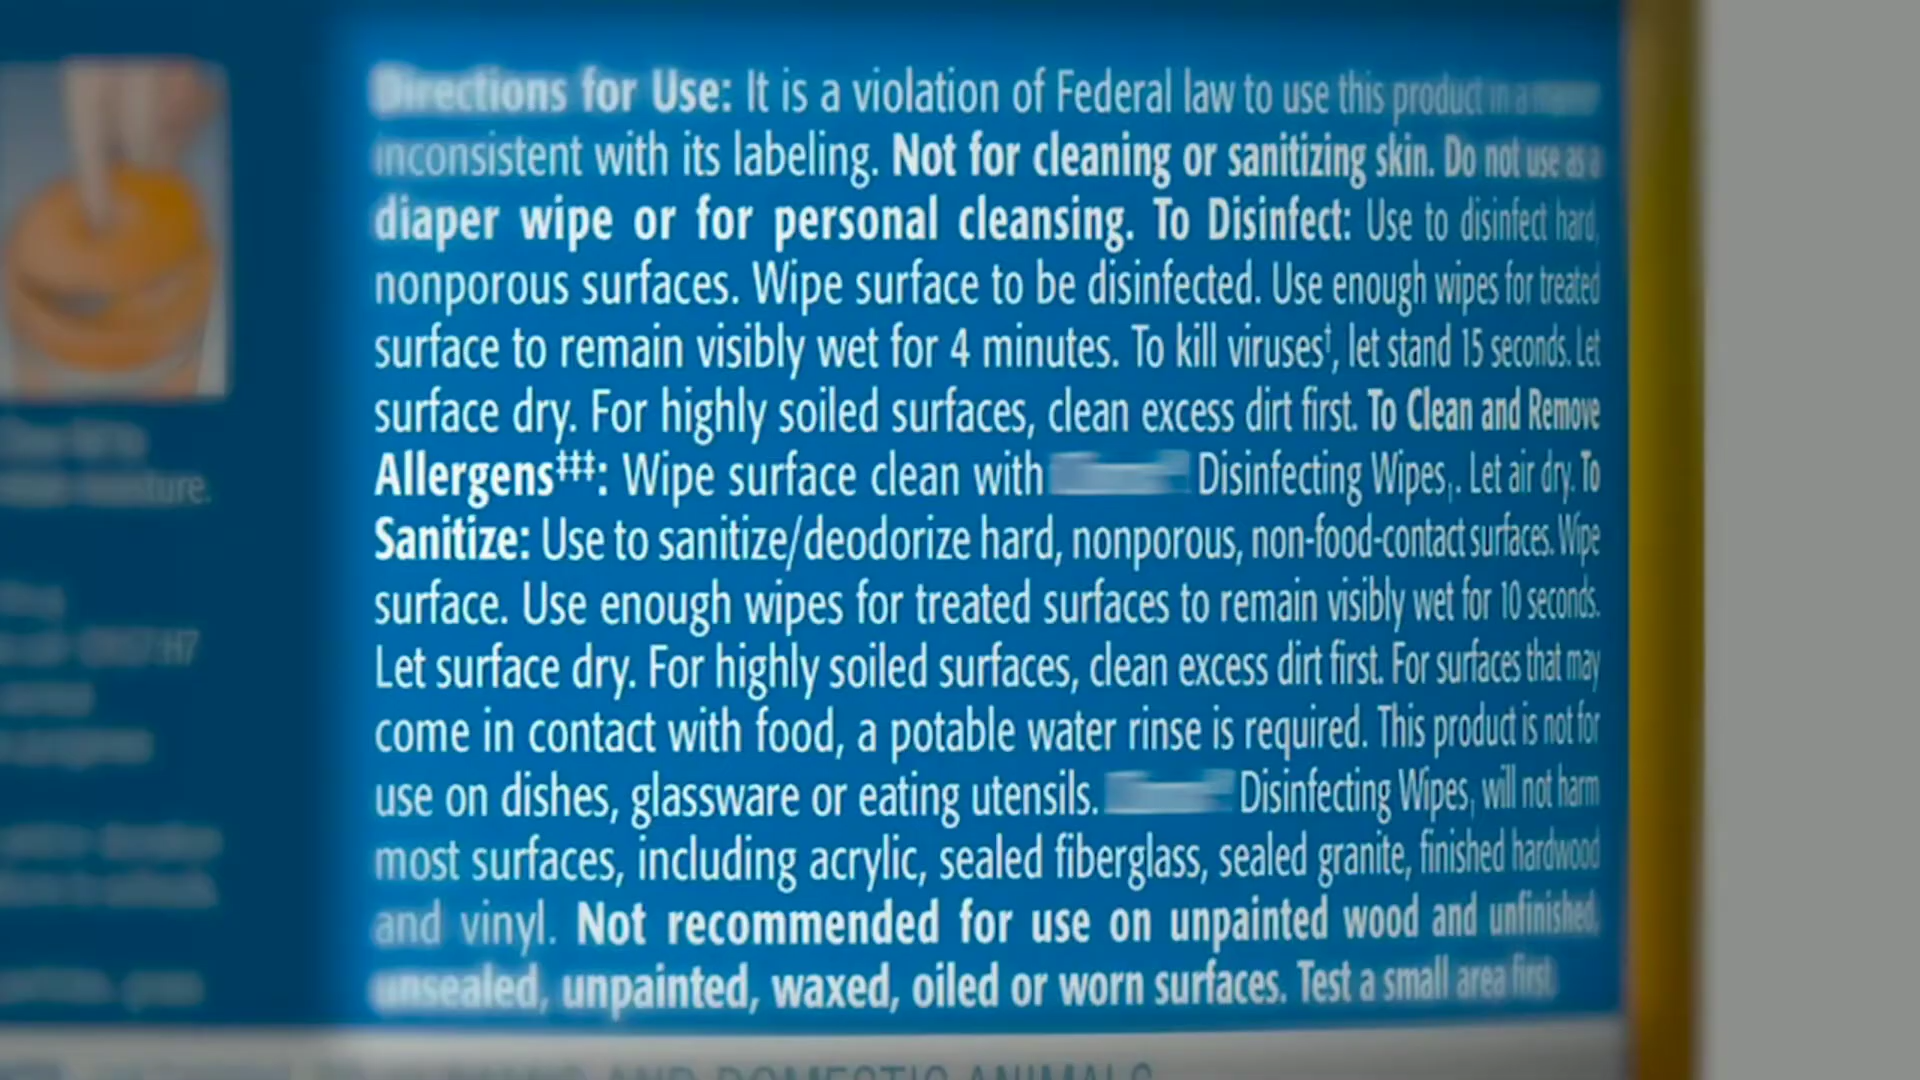 Directions for Use: It is a violation of Federal law to use this product in a manner
inconsistent with its labeling. Not for cleaning or sanitizing skin. Do not use as a
diaper wipe or for personal cleansing. To Disinfect: Use to disinfect hard,
nonporous surfaces. Wipe surface to be disinfected. Use enough wipes for treated
surface to remain visibly wet for 4 minutes. To kill viruses†, let stand 15 seconds. Let
surface dry. For highly soiled surfaces, clean excess dirt first. To Clean and Remove
Allergens‡‡‡: Wipe surface clean with Disinfecting Wipes,. Let air dry. To
Sanitize: Use to sanitize/deodorize hard, nonporous, non-food-contact surfaces. Wipe
surface. Use enough wipes for treated surfaces to remain visibly wet for 10 seconds.
Let surface dry. For highly soiled surfaces, clean excess dirt first. For surfaces that may
come in contact with food, a potable water rinse is required. This product is not for
use on dishes, glassware or eating utensils. Disinfecting Wipes, will not harm
most surfaces, including acrylic, sealed fiberglass, sealed granite, finished hardwood
and vinyl. Not recommended for use on unpainted wood and unfinished,
unsealed, unpainted, waxed, oiled or worn surfaces. Test a small area first.
AND DOMESTIC ANIMALS